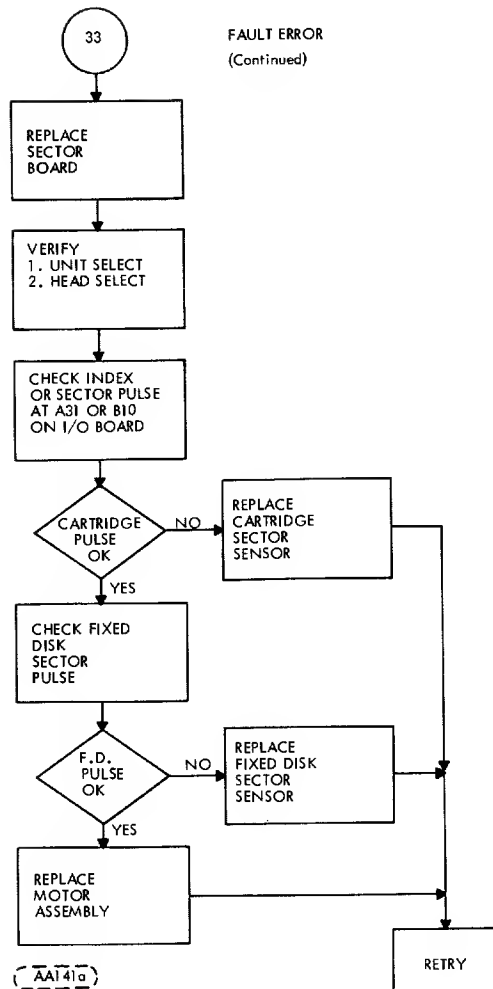 33
FAULT ERROR
(Continued)
REPLACE
SECTOR
BOARD
VERIFY
1. UNIT SELECT
2. HEAD SELECT
CHECK INDEX
OR SECTOR PULSE
AT A31 OR B10
ON I/O BOARD
CARTRIDGE
PULSE
OK
NO
REPLACE
CARTRIDGE
SECTOR
SENSOR
YES
CHECK FIXED
DISK
SECTOR
PULSE
F.D.
PULSE
OK
NO
REPLACE
FIXED DISK
SECTOR
SENSOR
YES
REPLACE
MOTOR
ASSEMBLY
RETRY
AA141a